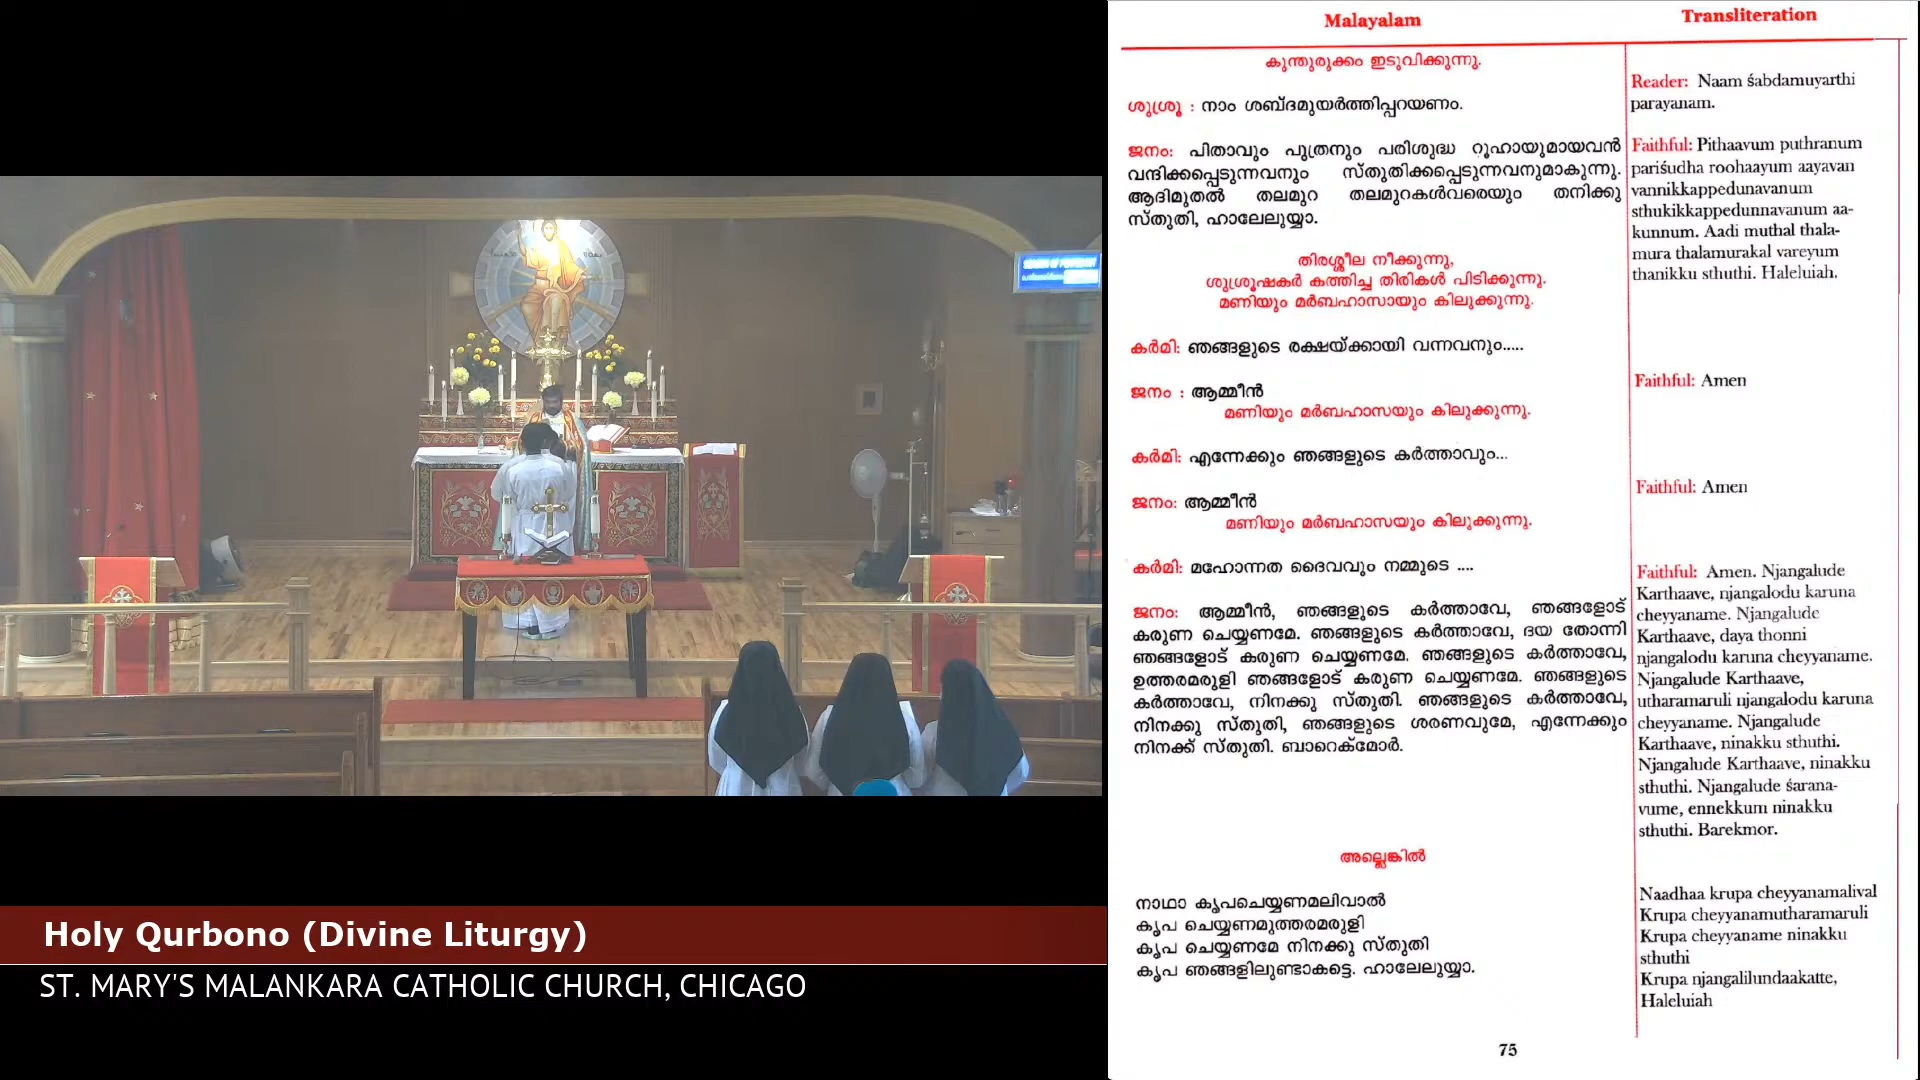 Holy Qurbono (Divine Liturgy)
ST. MARY'S MALANKARA CATHOLIC CHURCH, CHICAGO
Malayalam
കുന്തുരുക്കം ഇടുവിക്കുന്നു.
ശുശ്രൂ : നാം ശബ്ദമുയർത്തിപ്പറയണം.
ജനം: പിതാവും പുത്രനും പരിശുദ്ധ റൂഹായുമായവൻ
വന്ദിക്കപ്പെടുന്നവനും സ്തുതിക്കപ്പെടുന്നവനുമാകുന്നു.
ആദിമുതൽ തലമുറ തലമുറകൾവരെയും തനിക്കു
സ്തുതി, ഹാലേലുയ്യാ.
തിരശ്ശീല നീക്കുന്നു,
ശുശ്രൂഷകർ കത്തിച്ച തിരികൾ പിടിക്കുന്നു.
മണിയും മർബഹാസായും കിലുക്കുന്നു.
കർമി: ഞങ്ങളുടെ രക്ഷയ്ക്കായി വന്നവനും.....
ജനം : ആമ്മീൻ
മണിയും മർബഹാസയും കിലുക്കുന്നു.
കർമി: എന്നേക്കും ഞങ്ങളുടെ കർത്താവും...
ജനം: ആമ്മീൻ
മണിയും മർബഹാസയും കിലുക്കുന്നു.
കർമി: മഹോന്നത ദൈവവും നമ്മുടെ ....
ജനം: ആമ്മീൻ, ഞങ്ങളുടെ കർത്താവേ, ഞങ്ങളോട്
കരുണ ചെയ്യണമേ. ഞങ്ങളുടെ കർത്താവേ, ദയ തോന്നി
ഞങ്ങളോട് കരുണ ചെയ്യണമേ. ഞങ്ങളുടെ കർത്താവേ,
ഉത്തരമരുളി ഞങ്ങളോട് കരുണ ചെയ്യണമേ. ഞങ്ങളുടെ
കർത്താവേ, നിനക്കു സ്തുതി. ഞങ്ങളുടെ കർത്താവേ,
നിനക്കു സ്തുതി, ഞങ്ങളുടെ ശരണവുമേ, എന്നേക്കും
നിനക്ക് സ്തുതി. ബാറെക്മോർ.
അല്ലെങ്കിൽ
നാഥാ കൃപചെയ്യണമലിവാൽ
കൃപ ചെയ്യണമുത്തരമരുളി
കൃപ ചെയ്യണമേ നിനക്കു സ്തുതി
കൃപ ഞങ്ങളിലുണ്ടാകട്ടെ. ഹാലേലുയ്യാ.
Transliteration
Reader: Naam śabdamuyarthi
parayanam.
Faithful: Pithaavum puthranum
pariśudha roohaayum aayavan
vannikkappedunavanum
sthukikkappedunnavanum aa-
kunnum. Aadi muthal thala-
mura thalamurakal vareyum
thanikku sthuthi. Haleluiah.
Faithful: Amen
Faithful: Amen
Faithful: Amen. Njangalude
Karthaave, njangalodu karuna
cheyyaname. Njangalude
Karthaave, daya thonni
njangalodu karuna cheyyaname.
Njangalude Karthaave,
utharamaruli njangalodu karuna
cheyyaname. Njangalude
Karthaave, ninakku sthuthi.
Njangalude Karthaave, ninakku
sthuthi. Njangalude śarana-
vume, ennekkum ninakku
sthuthi. Barekmor.
Naadhaa krupa cheyyanamalival
Krupa cheyyanamutharamaruli
Krupa cheyyaname ninakku
sthuthi
Krupa njangalilundaakatte,
Haleluiah
75